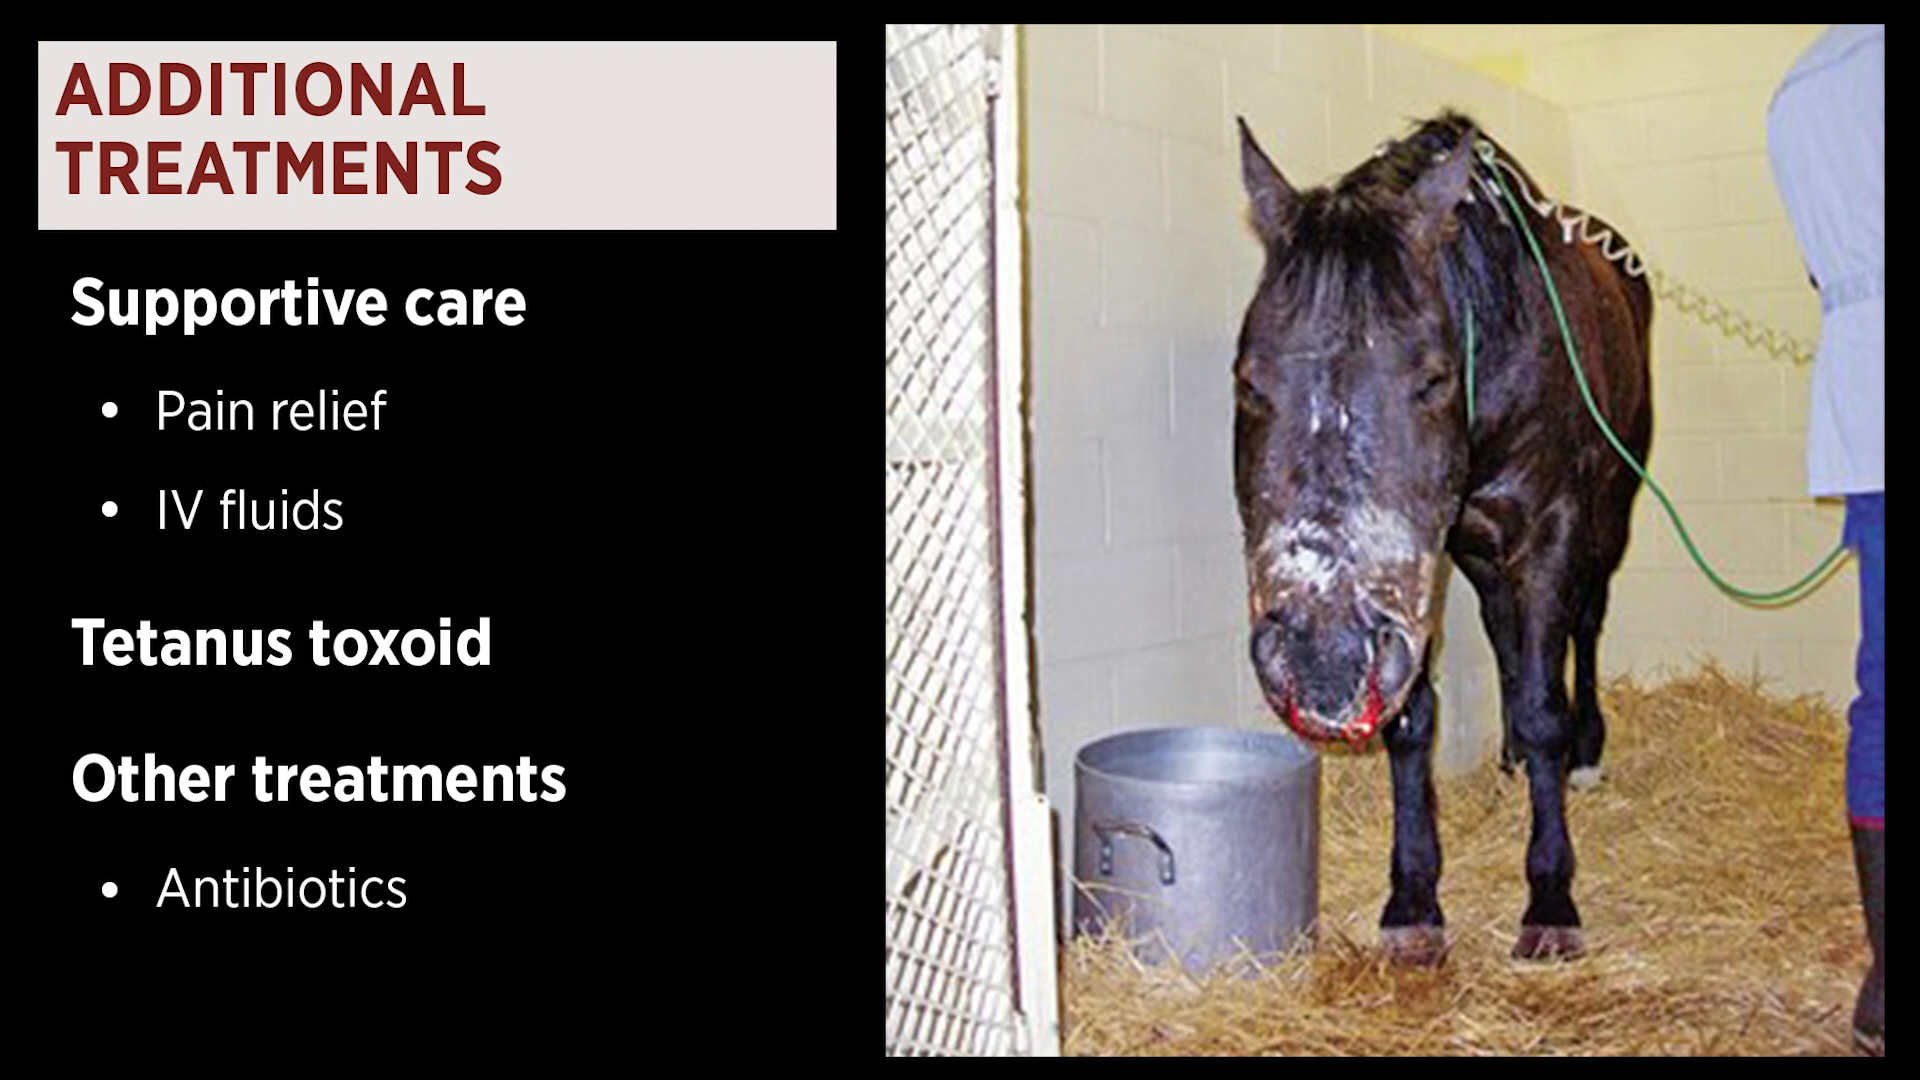 ADDITIONAL
TREATMENTS
Supportive care
• Pain relief
• IV fluids
Tetanus toxoid
Other treatments
• Antibiotics